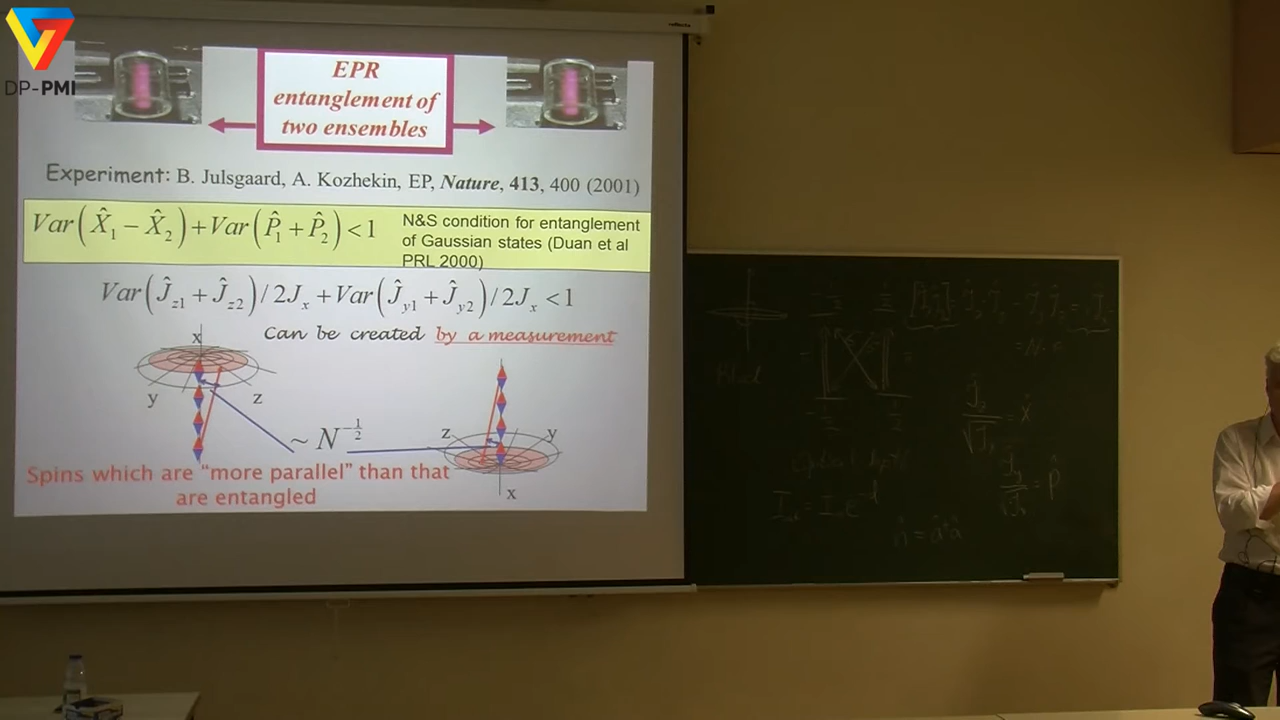 DP-PMI
reflecta
EPR
entanglement of
two ensembles
Experiment: B. Julsgaard, A. Kozhekin, EP, Nature, 413, 400 (2001)
Var(X̂₁ − X̂₂) + Var(P̂₁ + P̂₂) < 1
N&S condition for entanglement
of Gaussian states (Duan et al
PRL 2000)
Var(Ĵz1 + Ĵz2) / 2Jx + Var(Ĵy1 + Ĵy2) / 2Jx < 1
Can be created by a measurement
x
y z
~ N^-1/2
z y
x
Spins which are “more parallel” than that
are entangled